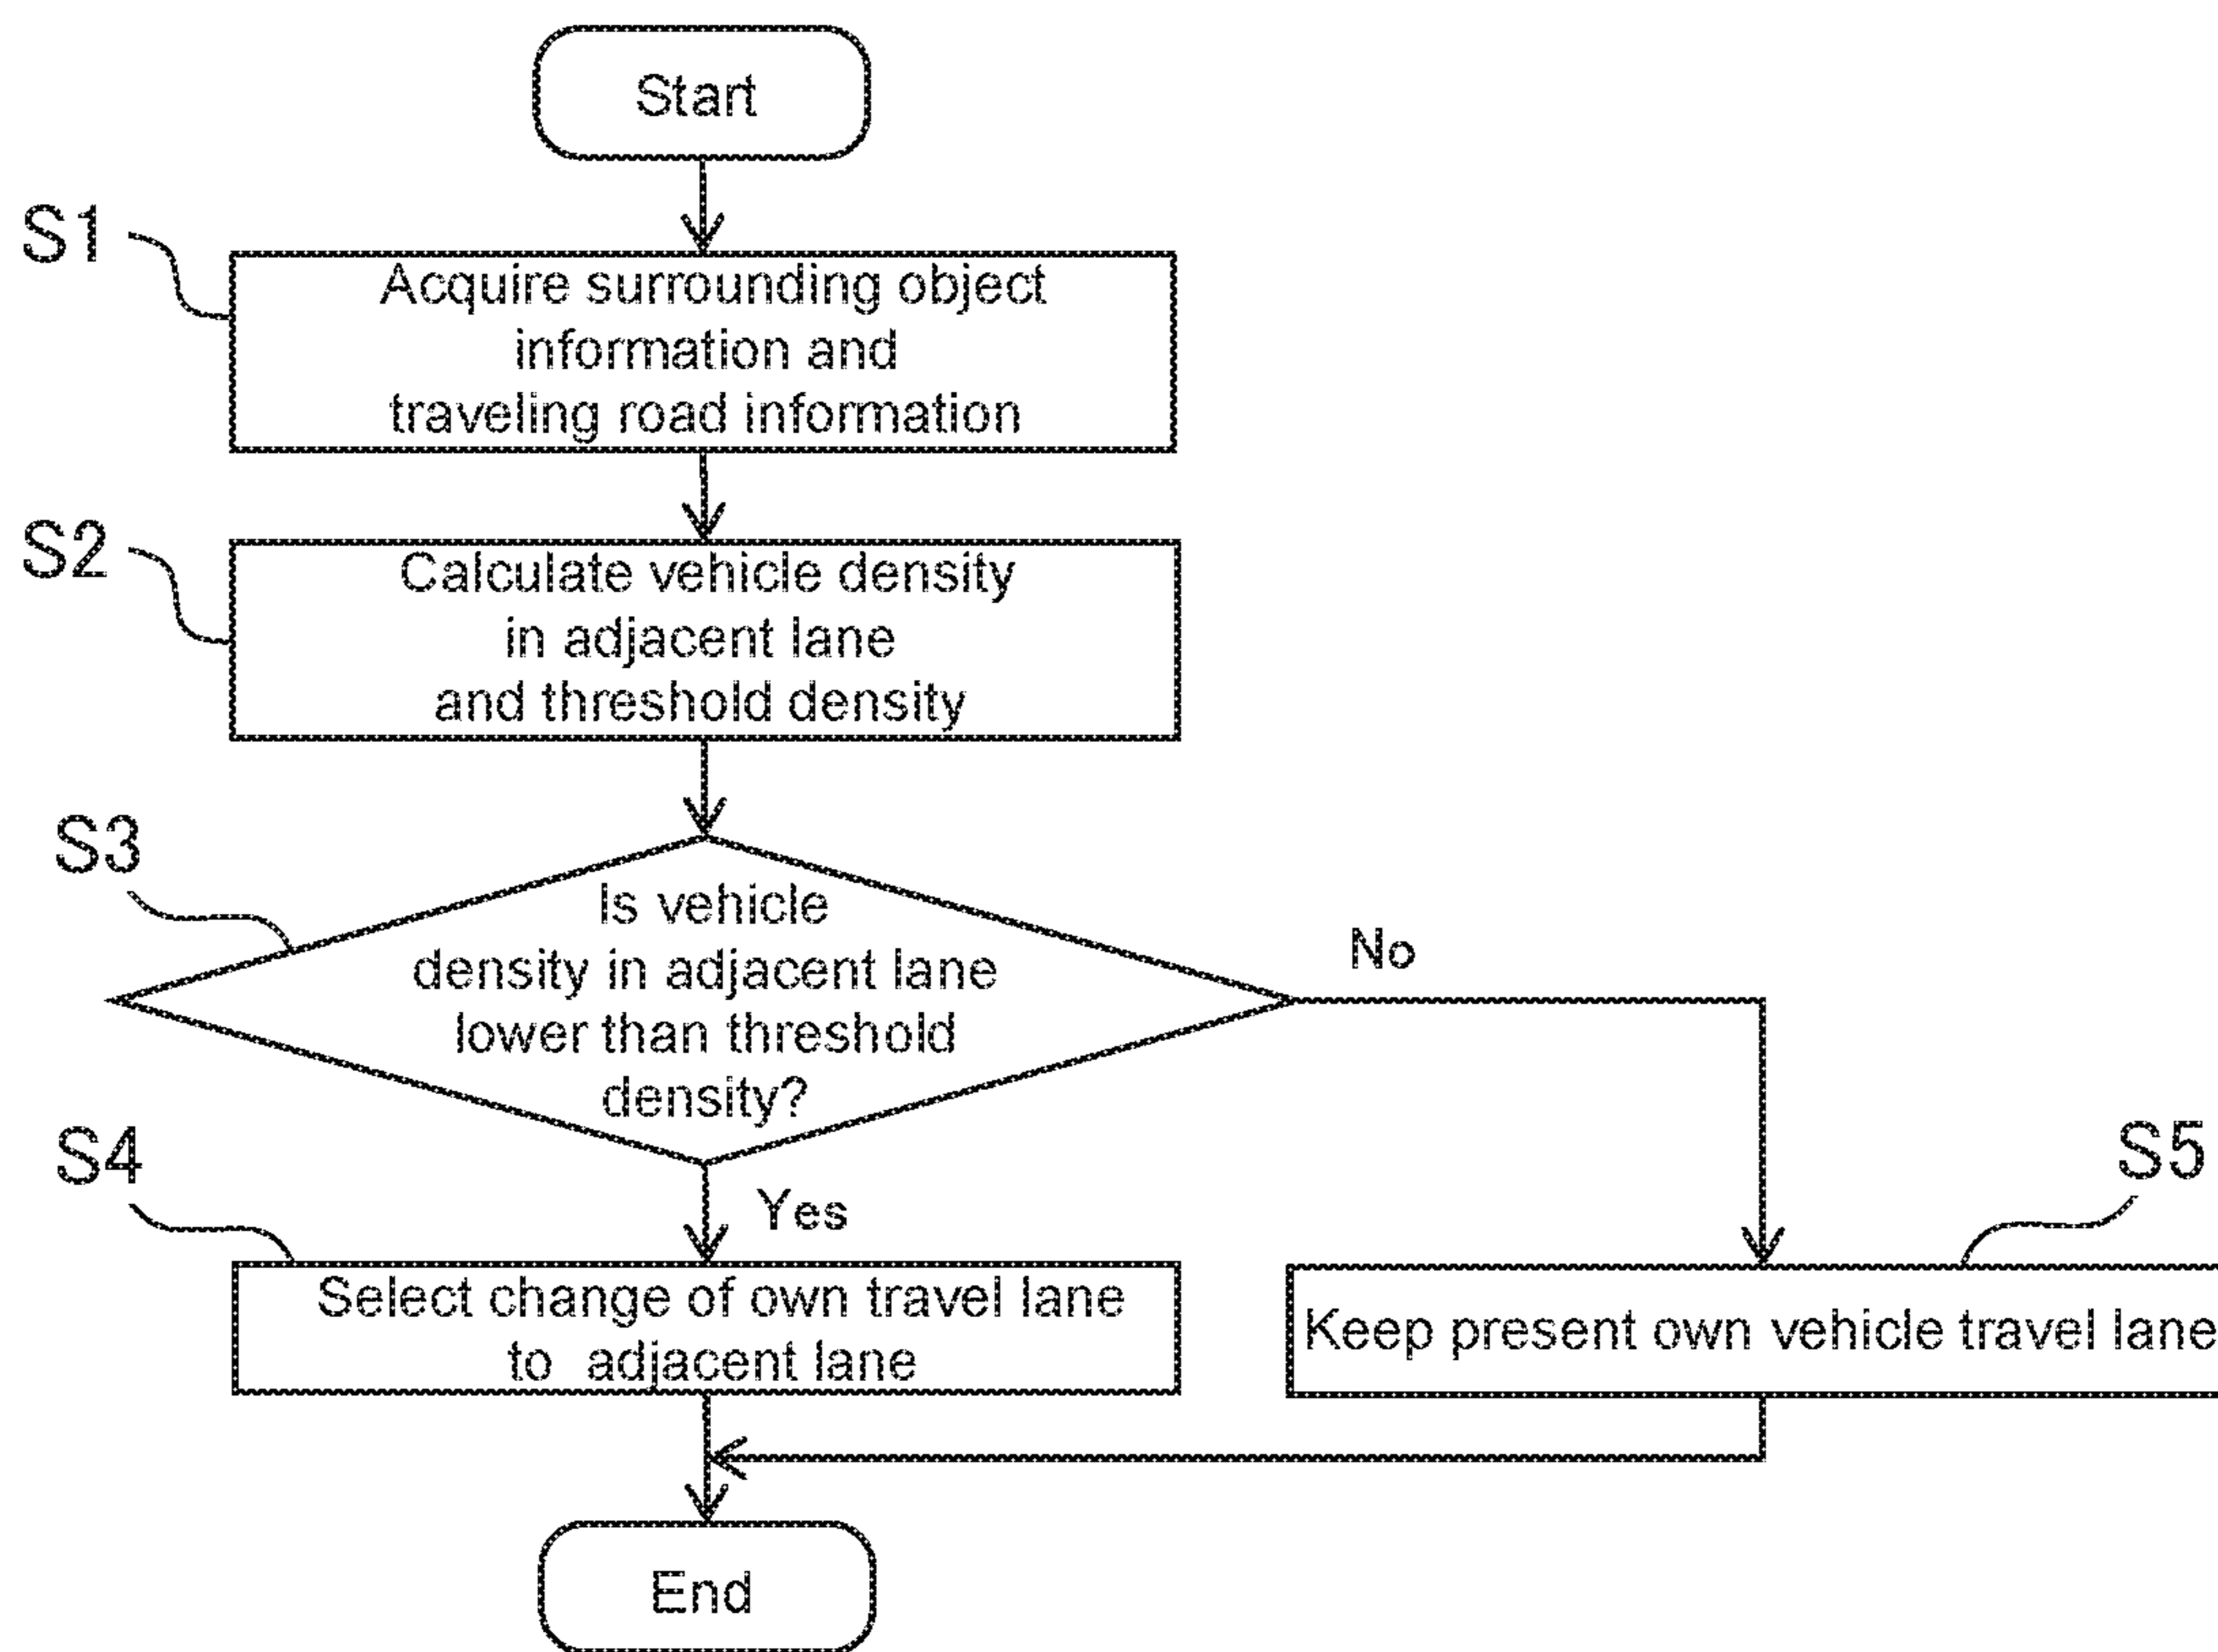 Start
S1
Acquire surrounding object
information and
traveling road information
S2
Calculate vehicle density
in adjacent lane
and threshold density
S3
Is vehicle
density in adjacent lane
lower than threshold
density?
No
Yes
S4
Select change of own travel lane
to adjacent lane
S5
Keep present own vehicle travel lane
End